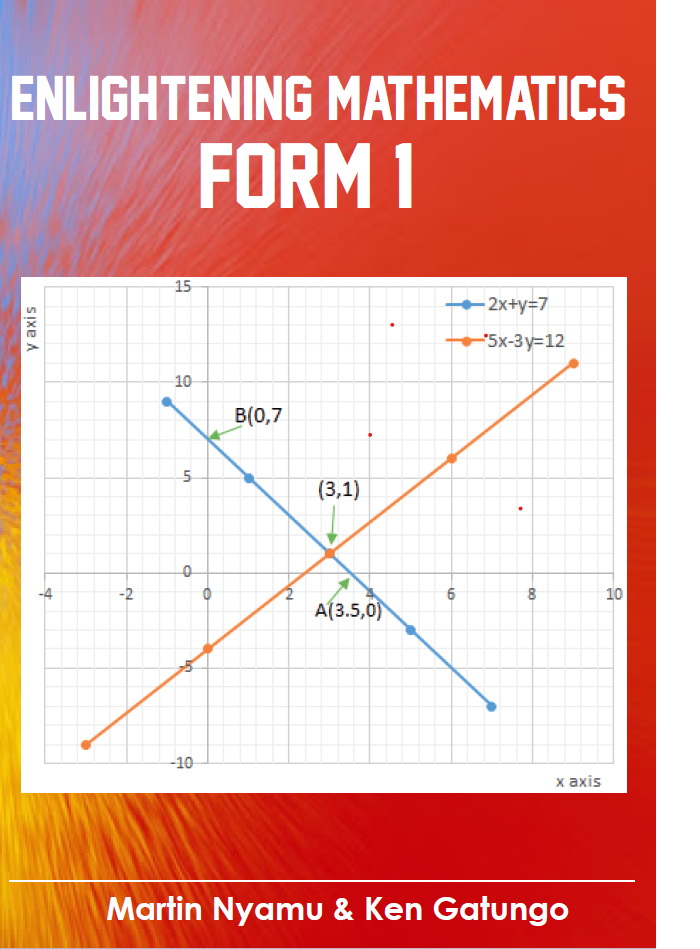 ENLIGHTENING MATHEMATICS
FORM 1
15
y axis
2x+y=7
5x-3y=12
10
B(0,7
5
(3,1)
0
-4 -2 0 2 4 6 8 10
A(3.5,0)
-5
-10
x axis
Martin Nyamu & Ken Gatungo